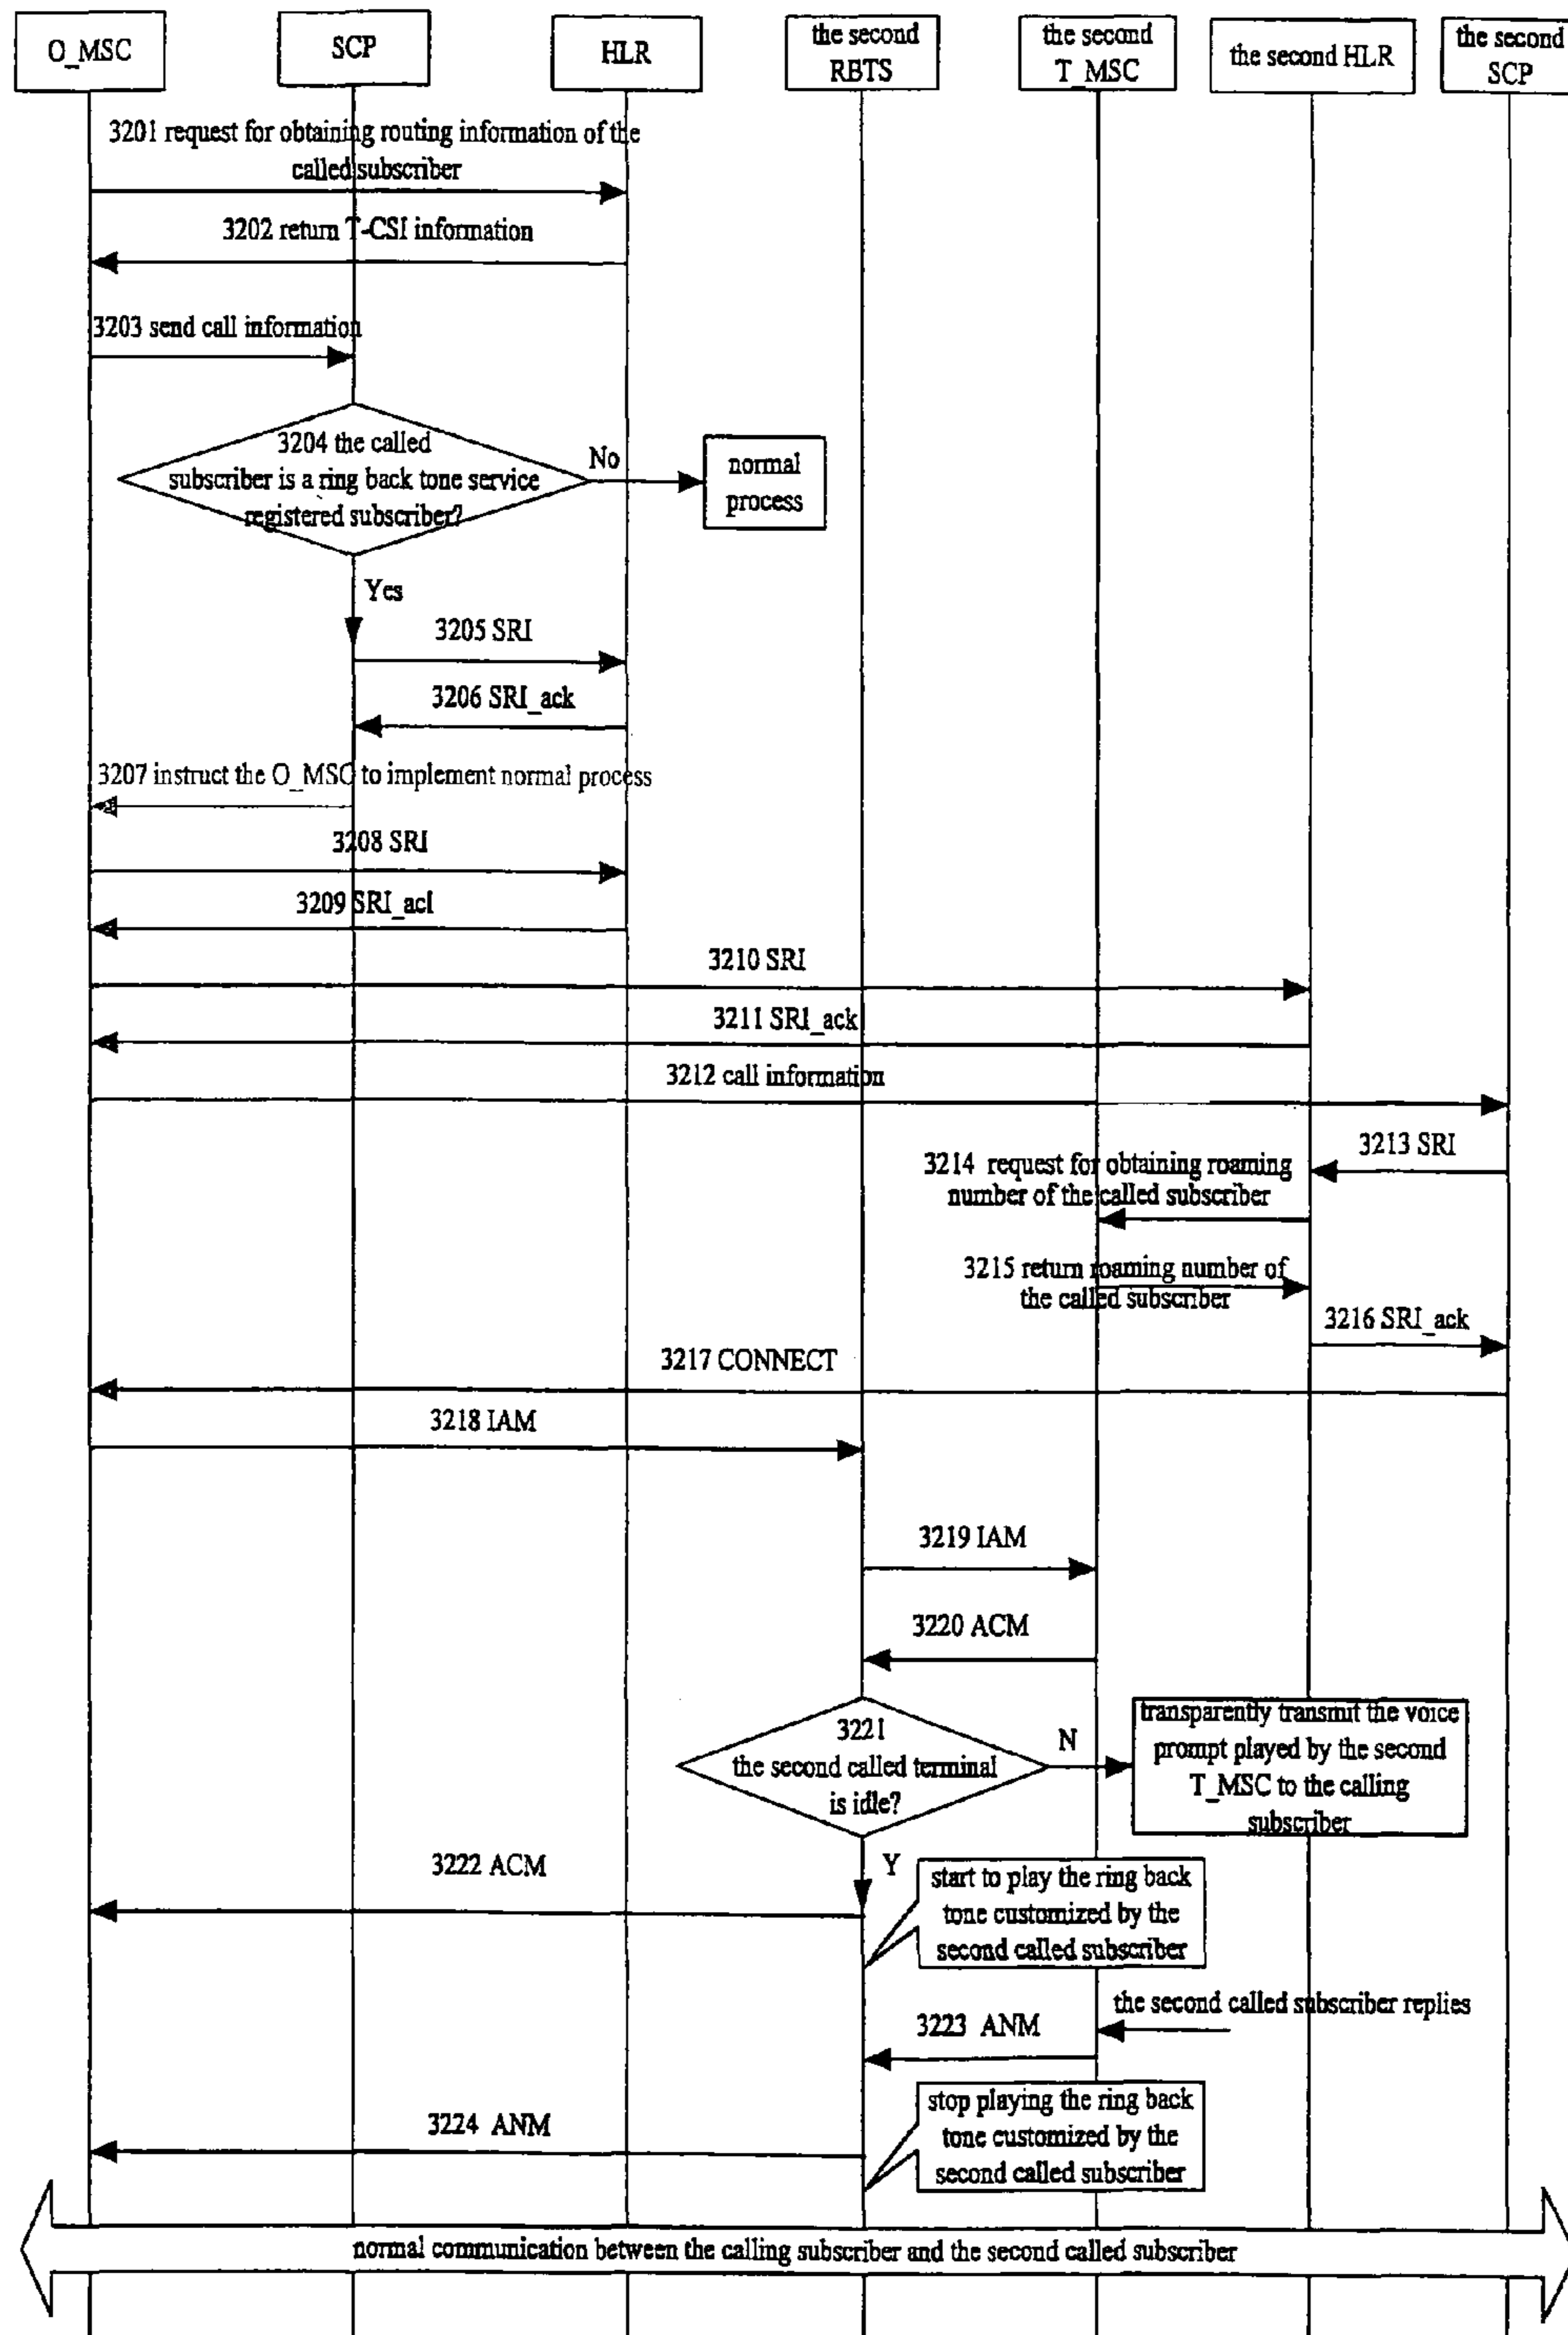 O_MSC
SCP
HLR
the second
RBTS
the second
T_MSC
the second HLR
the second
SCP
3201 request for obtaining routing information of the
called subscriber
3202 return T-CSI information
3203 send call information
3204 the called
subscriber is a ring back tone service
registered subscriber?
No
normal
process
Yes
3205 SRI
3206 SRI_ack
3207 instruct the O_MSC to implement normal process
3208 SRI
3209 SRI_acl
3210 SRI
3211 SRI_ack
3212 call information
3213 SRI
3214 request for obtaining roaming
number of the called subscriber
3215 return roaming number of
the called subscriber
3216 SRI_ack
3217 CONNECT
3218 IAM
3219 IAM
3220 ACM
3221
the second called terminal
is idle?
N
transparently transmit the voice
prompt played by the second
T_MSC to the calling
subscriber
3222 ACM
Y
start to play the ring back
tone customized by the
second called subscriber
the second called subscriber replies
3223 ANM
3224 ANM
stop playing the ring back
tone customized by the
second called subscriber
normal communication between the calling subscriber and the second called subscriber